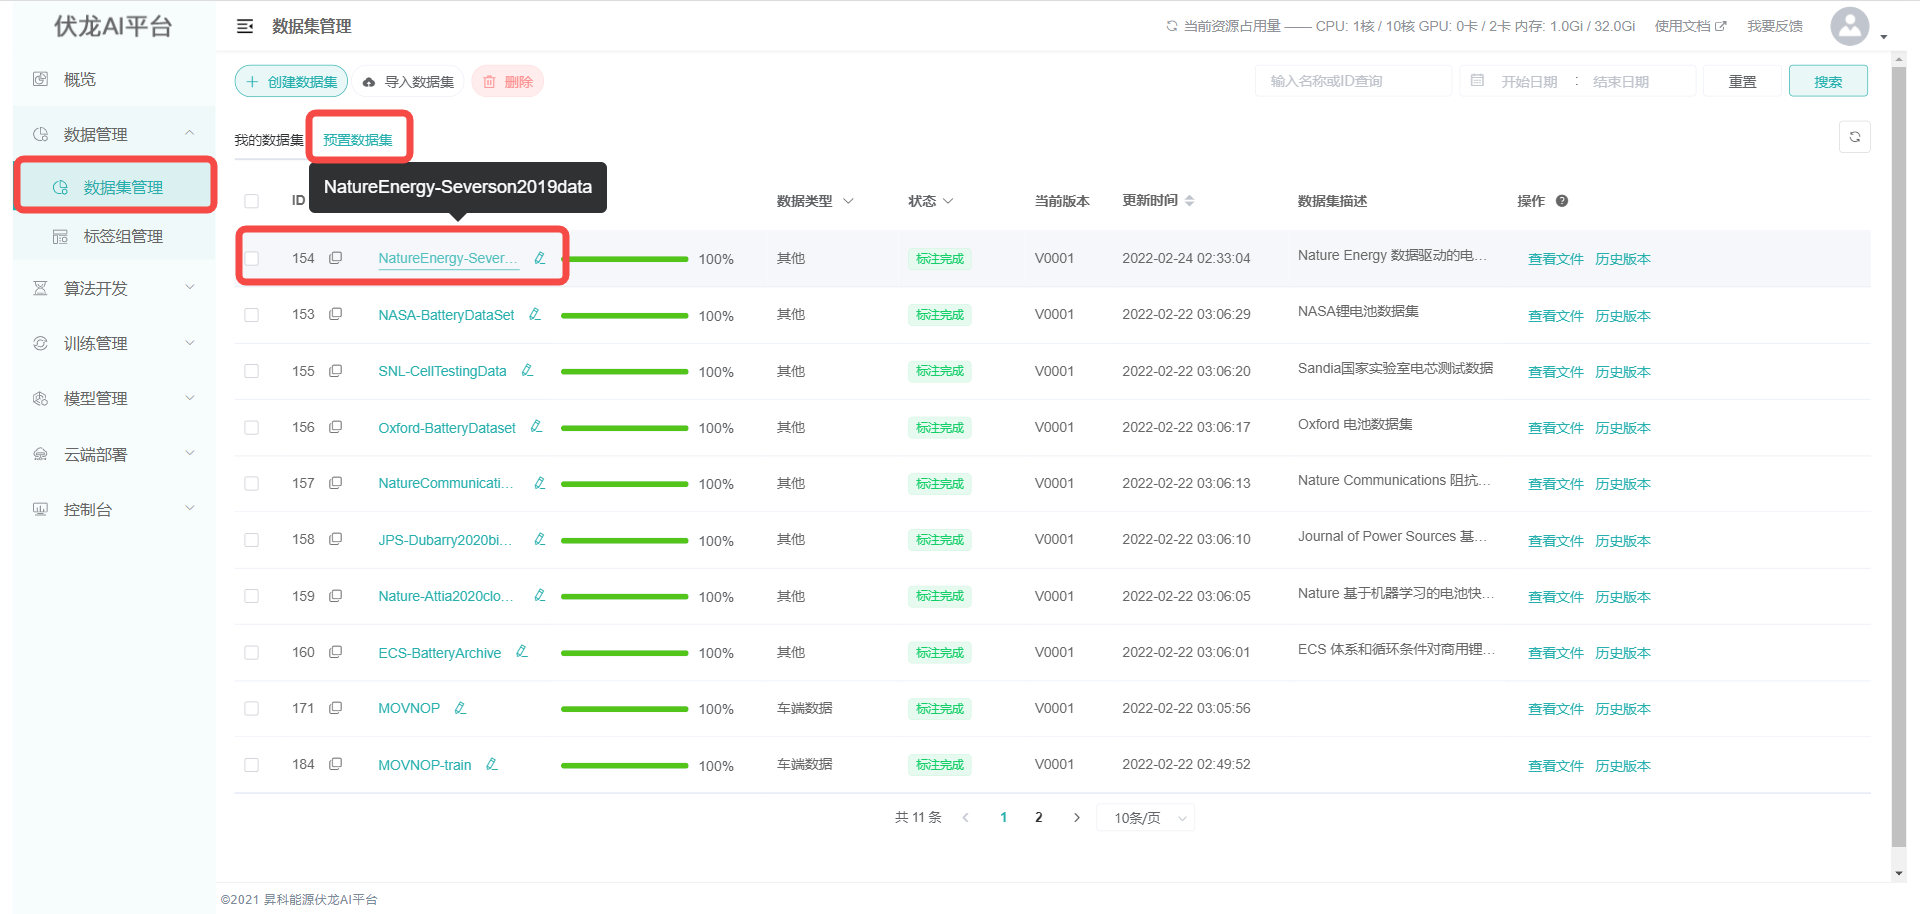 伏龙AI平台
数据集管理
当前资源占用量 —— CPU: 1核 / 10核 GPU: 0卡 / 2卡 内存: 1.0Gi / 32.0Gi
使用文档
我要反馈
概览
数据管理
数据集管理
标签组管理
算法开发
训练管理
模型管理
云端部署
控制台
创建数据集
导入数据集
删除
输入名称或ID查询
开始日期 : 结束日期
重置
搜索
我的数据集
预置数据集
NatureEnergy-Severson2019data
ID 数据类型 状态 当前版本 更新时间 数据集描述 操作
154 NatureEnergy-Sever... 100% 其他 标注完成 V0001 2022-02-24 02:33:04 Nature Energy 数据驱动的电... 查看文件 历史版本
153 NASA-BatteryDataSet 100% 其他 标注完成 V0001 2022-02-22 03:06:29 NASA锂电池数据集 查看文件 历史版本
155 SNL-CellTestingData 100% 其他 标注完成 V0001 2022-02-22 03:06:20 Sandia国家实验室电芯测试数据 查看文件 历史版本
156 Oxford-BatteryDataset 100% 其他 标注完成 V0001 2022-02-22 03:06:17 Oxford 电池数据集 查看文件 历史版本
157 NatureCommunicati... 100% 其他 标注完成 V0001 2022-02-22 03:06:13 Nature Communications 阻抗... 查看文件 历史版本
158 JPS-Dubarry2020bi... 100% 其他 标注完成 V0001 2022-02-22 03:06:10 Journal of Power Sources 基... 查看文件 历史版本
159 Nature-Attia2020clo... 100% 其他 标注完成 V0001 2022-02-22 03:06:05 Nature 基于机器学习的电池快... 查看文件 历史版本
160 ECS-BatteryArchive 100% 其他 标注完成 V0001 2022-02-22 03:06:01 ECS 体系和循环条件对商用锂... 查看文件 历史版本
171 MOVNOP 100% 车端数据 标注完成 V0001 2022-02-22 03:05:56 查看文件 历史版本
184 MOVNOP-train 100% 车端数据 标注完成 V0001 2022-02-22 02:49:52 查看文件 历史版本
共 11 条 1 2 10条/页
©2021 昇科能源伏龙AI平台